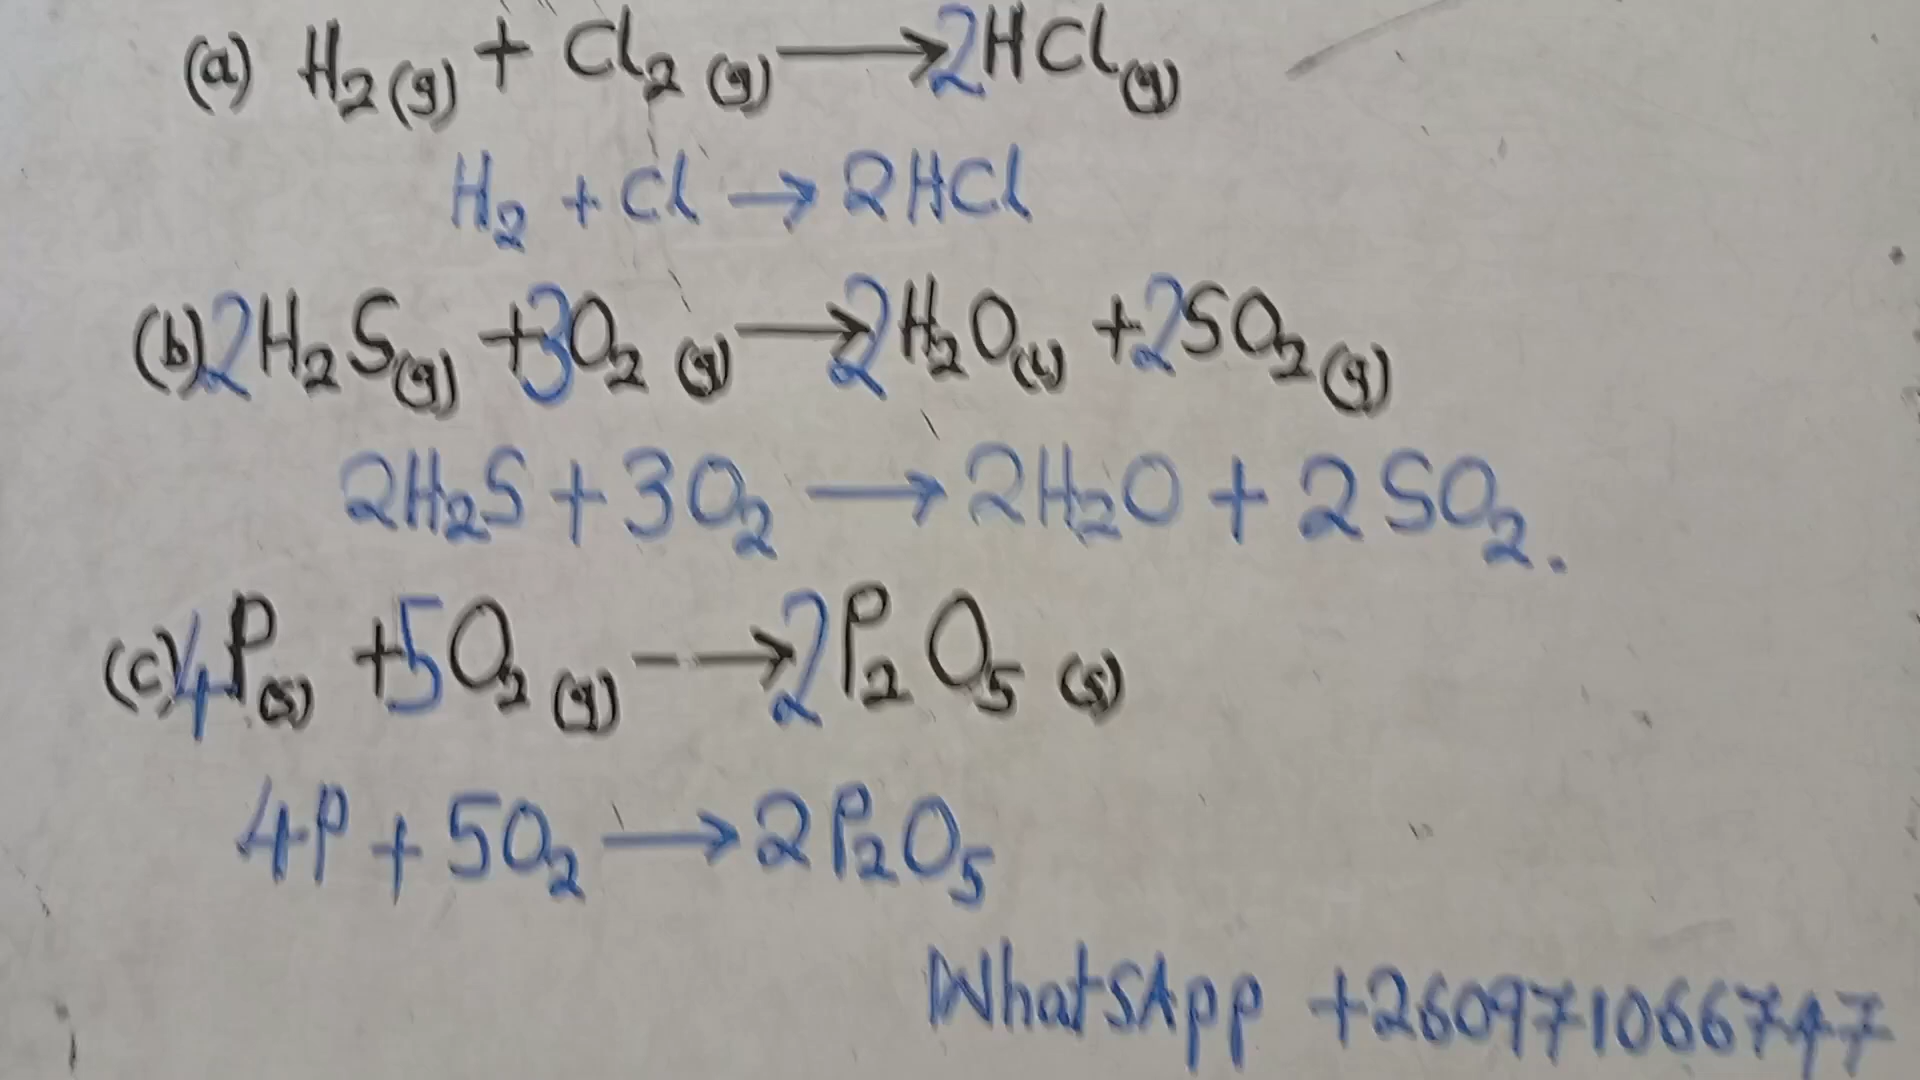 (a) H₂(g) + Cl₂ (g) → 2HCl(g)
H₂ + Cl → 2HCl
(b) 2H₂S(g) + 3O₂ (g) → 2H₂O(l) + 2SO₂ (g)
2H₂S + 3O₂ → 2H₂O + 2SO₂.
(c) 4P(s) + 5O₂ (g) → 2P₂O₅ (s)
4P + 5O₂ → 2P₂O₅
WhatsApp +260971066747